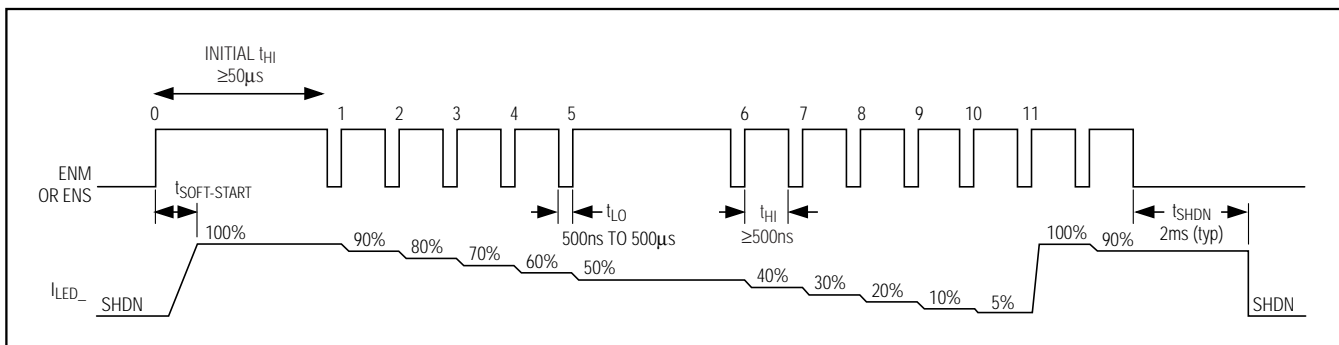 INITIAL tHI
≥50μs
0 1 2 3 4 5 6 7 8 9 10 11
ENM
OR ENS
tSOFT-START
tLO
500ns TO 500μs
tHI
≥500ns
tSHDN
2ms (typ)
100% 90% 80% 70% 60% 50% 40% 30% 20% 10% 5% 100% 90%
ILED_
SHDN
SHDN